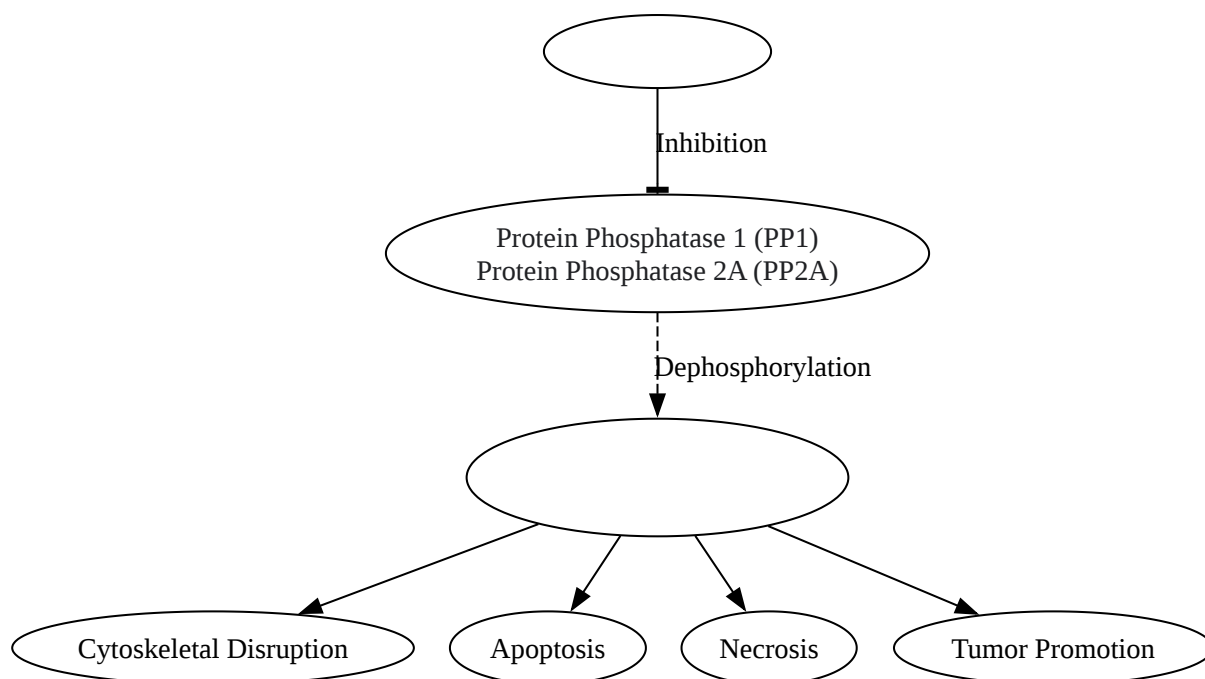 Inhibition
Protein Phosphatase 1 (PP1)
Protein Phosphatase 2A (PP2A)
Dephosphorylation
Cytoskeletal Disruption
Apoptosis
Necrosis
Tumor Promotion